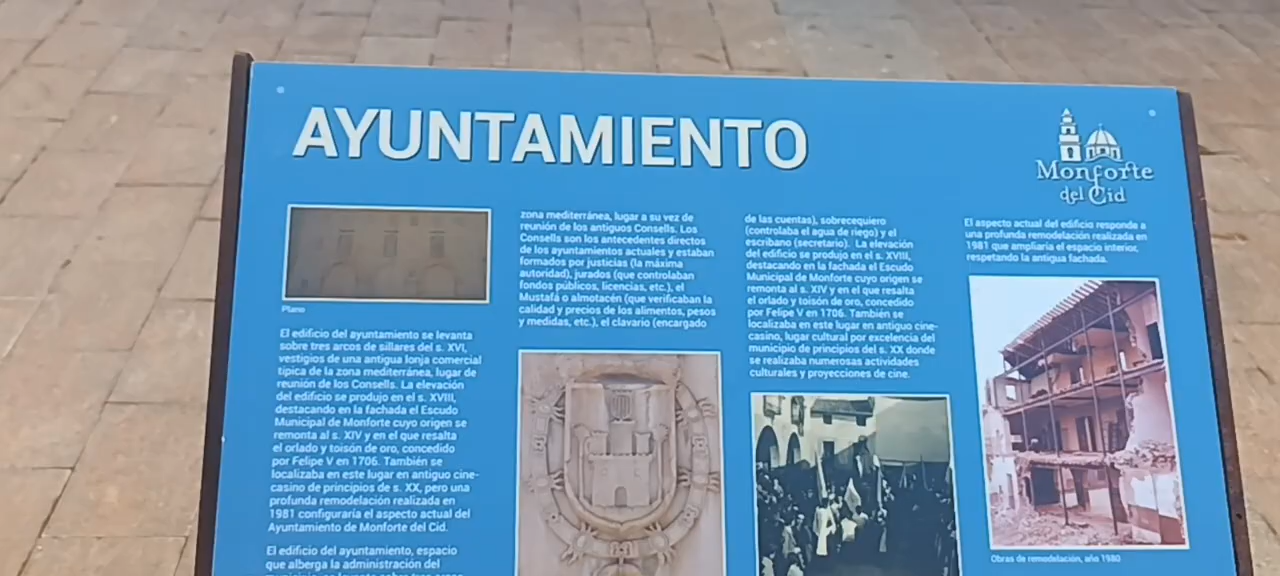 AYUNTAMIENTO
Monforte
del Cid
Plano
El edificio del ayuntamiento se levanta
sobre tres arcos de sillares del s. XVI,
vestigios de una antigua lonja comercial
típica de la zona mediterránea, lugar de
reunión de los Consells. La elevación
del edificio se produjo en el s. XVIII,
destacando en la fachada el Escudo
Municipal de Monforte cuyo origen se
remonta al s. XIV y en el que resalta
el orlado y toisón de oro, concedido
por Felipe V en 1706. También se
localizaba en este lugar en antiguo cine-
casino de principios de s. XX, pero una
profunda remodelación realizada en
1981 configuraría el aspecto actual del
Ayuntamiento de Monforte del Cid.
El edificio del ayuntamiento, espacio
que alberga la administración del
zona mediterránea, lugar a su vez de
reunión de los antiguos Consells. Los
Consells son los antecedentes directos
de los ayuntamientos actuales y estaban
formados por justicias (la máxima
autoridad), jurados (que controlaban
fondos públicos, licencias, etc.), el
Mustafá o almotacén (que verificaban la
calidad y precios de los alimentos, pesos
y medidas, etc.), el clavario (encargado
de las cuentas), sobrecequiero
(controlaba el agua de riego) y el
escribano (secretario). La elevación
del edificio se produjo en el s. XVIII,
destacando en la fachada el Escudo
Municipal de Monforte cuyo origen se
remonta al s. XIV y en el que resalta
el orlado y toisón de oro, concedido
por Felipe V en 1706. También se
localizaba en este lugar en antiguo cine-
casino, lugar cultural por excelencia del
municipio de principios del s. XX donde
se realizaba numerosas actividades
culturales y proyecciones de cine.
El aspecto actual del edificio responde a
una profunda remodelación realizada en
1981 que ampliaría el espacio interior,
respetando la antigua fachada.
Obras de remodelación, año 1980